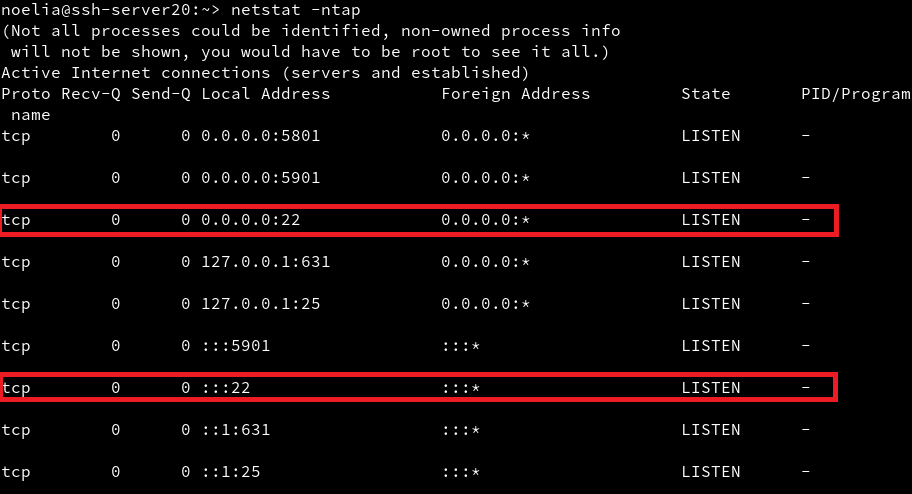 noelia@ssh-server20:~> netstat -ntap
(Not all processes could be identified, non-owned process info
 will not be shown, you would have to be root to see it all.)
Active Internet connections (servers and established)
Proto Recv-Q Send-Q Local Address           Foreign Address         State       PID/Program
 name
tcp        0      0 0.0.0.0:5801            0.0.0.0:*               LISTEN      -
tcp        0      0 0.0.0.0:5901            0.0.0.0:*               LISTEN      -
tcp        0      0 0.0.0.0:22              0.0.0.0:*               LISTEN      -
tcp        0      0 127.0.0.1:631           0.0.0.0:*               LISTEN      -
tcp        0      0 127.0.0.1:25            0.0.0.0:*               LISTEN      -
tcp        0      0 :::5901                 :::*                    LISTEN      -
tcp        0      0 :::22                   :::*                    LISTEN      -
tcp        0      0 ::1:631                 :::*                    LISTEN      -
tcp        0      0 ::1:25                  :::*                    LISTEN      -